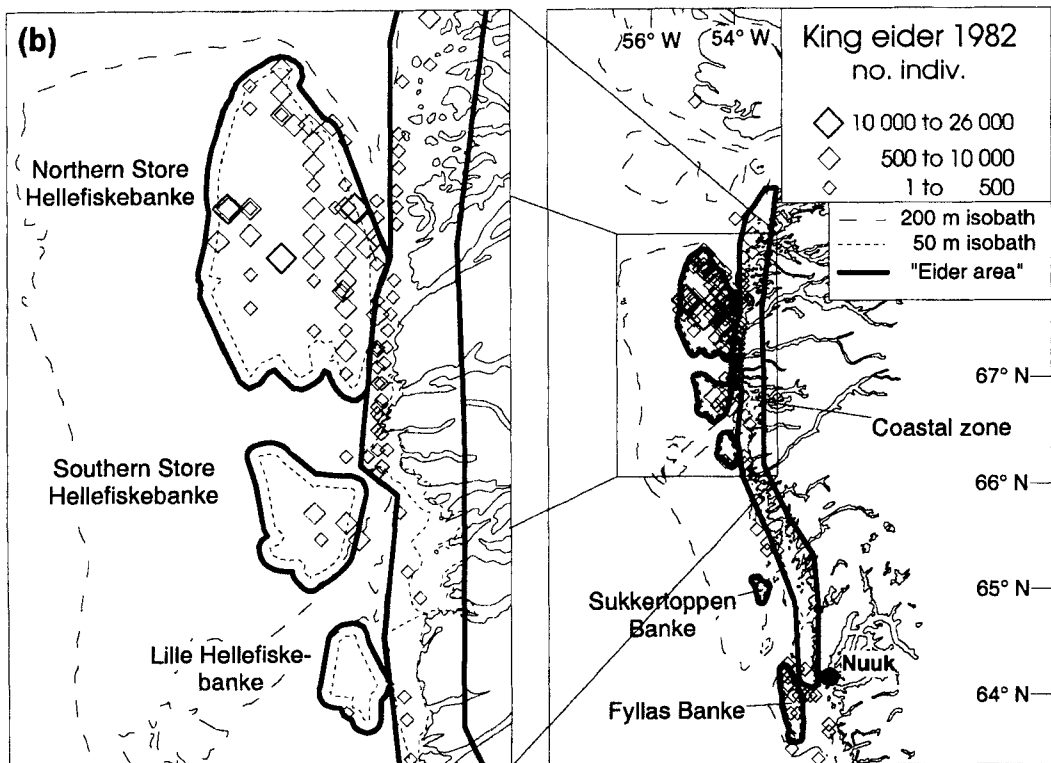 (b)
Northern Store
Hellefiskebanke
Southern Store
Hellefiskebanke
Lille Hellefiske-
banke
56° W 54° W
King eider 1982
no. indiv.
10 000 to 26 000
500 to 10 000
1 to 500
200 m isobath
50 m isobath
"Eider area"
67° N
Coastal zone
66° N
65° N
Sukkertoppen
Banke
Nuuk
64° N
Fyllas Banke